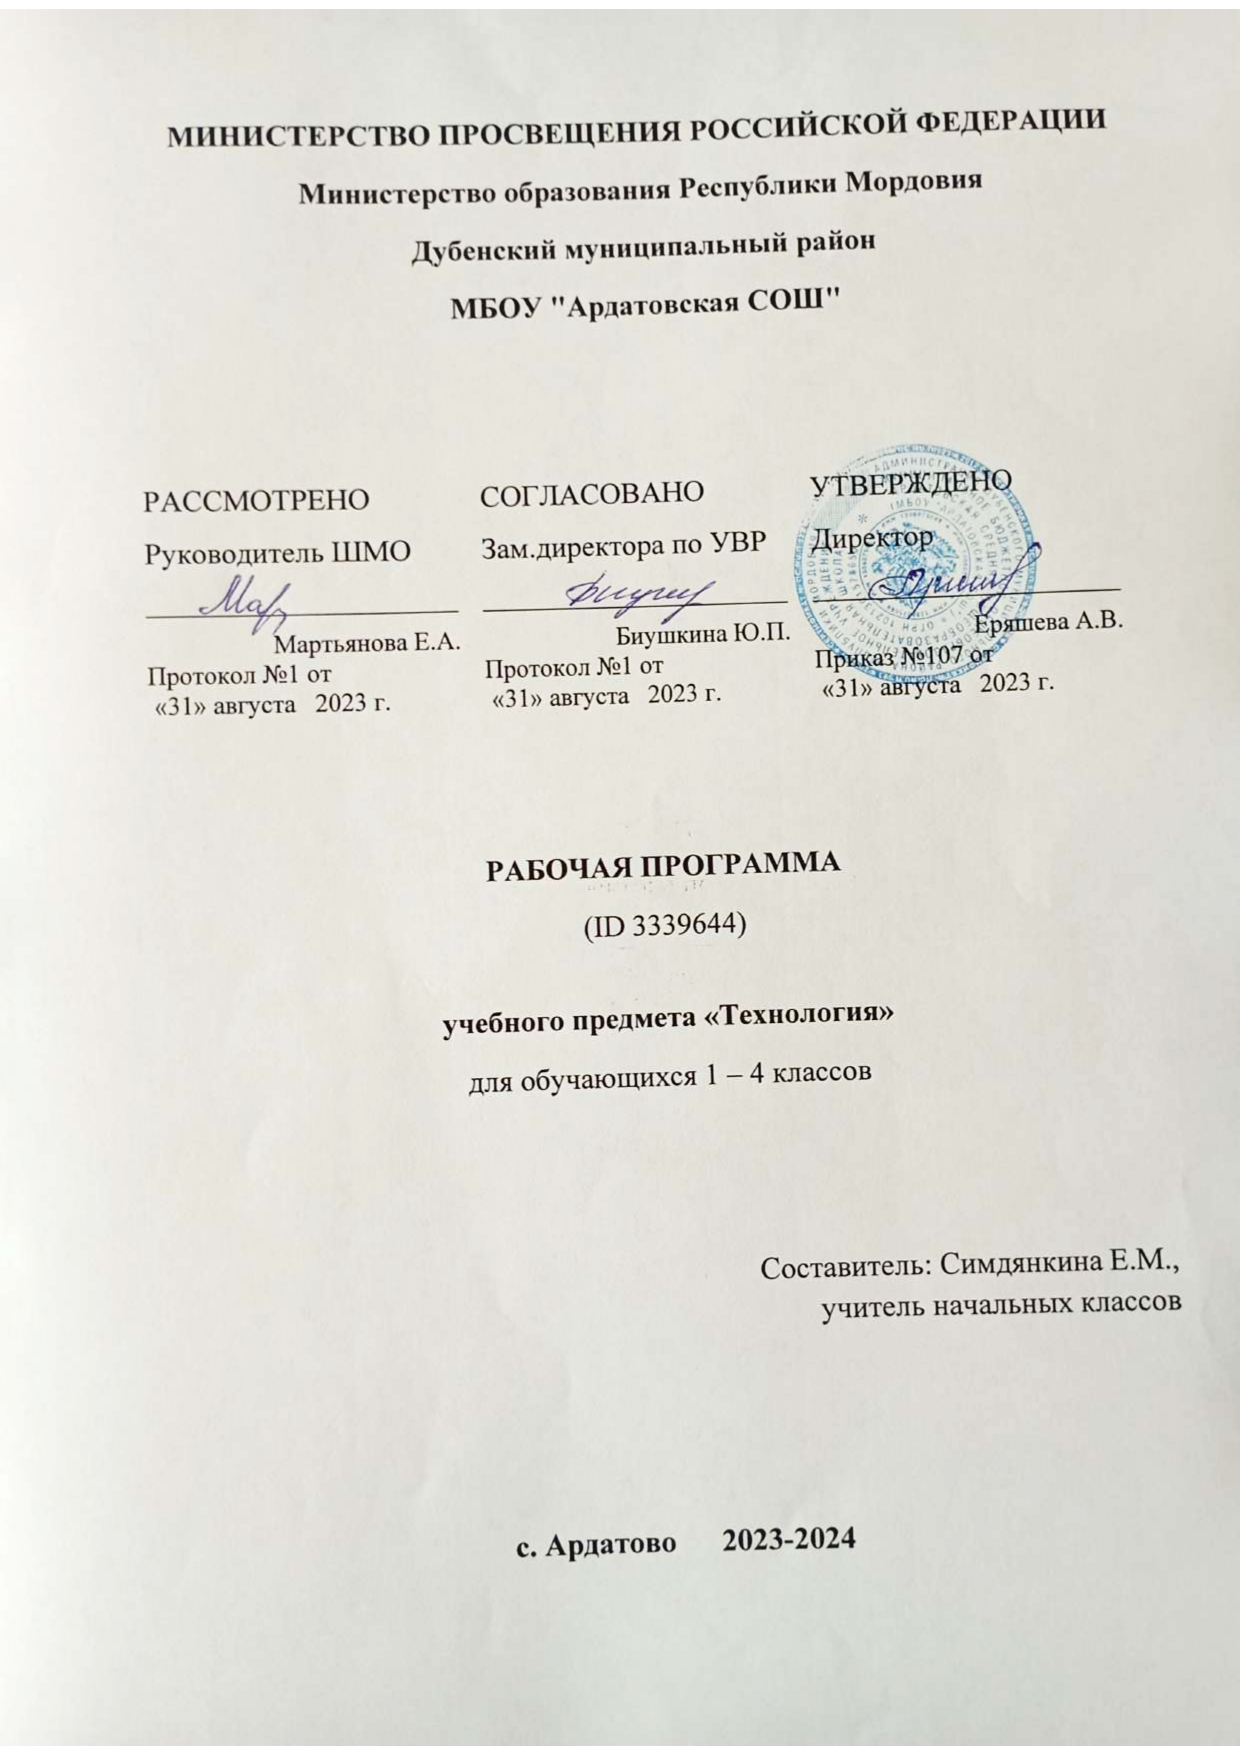 МИНИСТЕРСТВО ПРОСВЕЩЕНИЯ РОССИЙСКОЙ ФЕДЕРАЦИИ
Министерство образования Республики Мордовия
Дубенский муниципальный район
МБОУ "Ардатовская СОШ"
РАССМОТРЕНО
Руководитель ШМО
Мартьянова Е.А.
Протокол №1 от
«31» августа 2023 г.
СОГЛАСОВАНО
Зам.директора по УВР
Биушкина Ю.П.
Протокол №1 от
«31» августа 2023 г.
УТВЕРЖДЕНО
Директор
Еряшева А.В.
Приказ №107 от
«31» августа 2023 г.
РАБОЧАЯ ПРОГРАММА
(ID 3339644)
учебного предмета «Технология»
для обучающихся 1 – 4 классов
Составитель: Симдянкина Е.М.,
учитель начальных классов
с. Ардатово 2023-2024